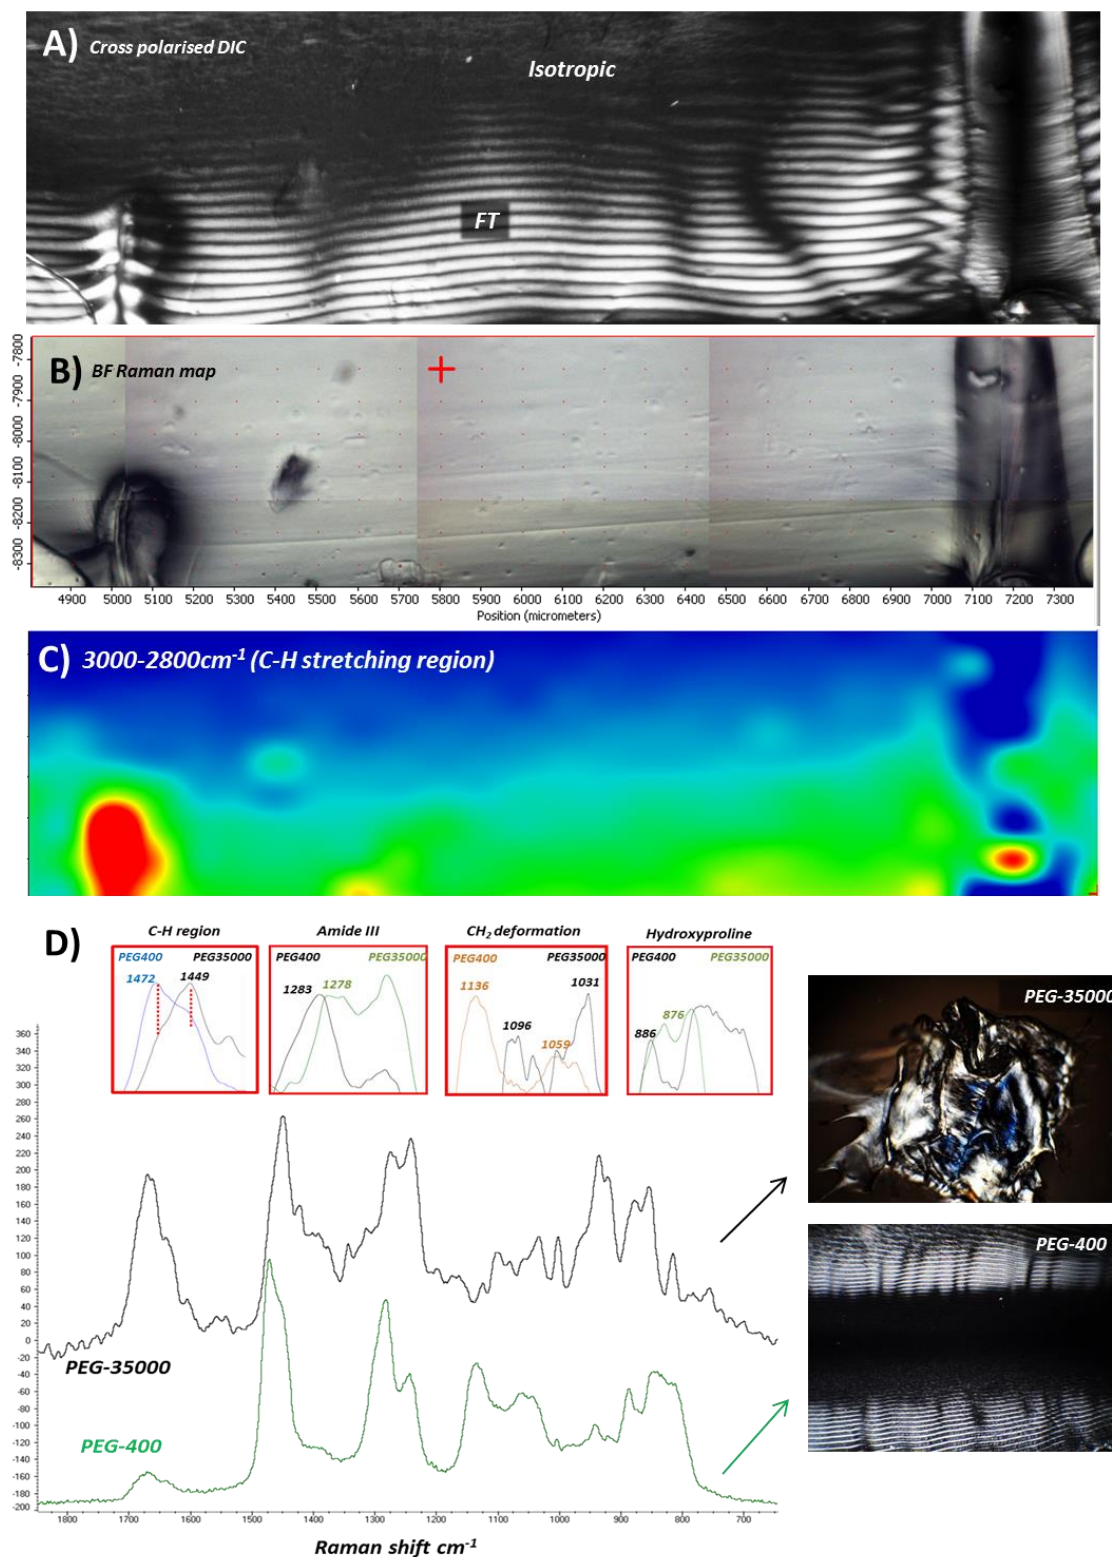 A) Cross polarised DIC
Isotropic
FT
B) BF Raman map
-7800
-7900
-8000
-8100
-8200
-8300
4900 5000 5100 5200 5300 5400 5500 5600 5700 5800 5900 6000 6100 6200 6300 6400 6500 6600 6700 6800 6900 7000 7100 7200 7300
Position (micrometers)
C) 3000-2800cm⁻¹ (C-H stretching region)
D)
C-H region
PEG400 PEG35000
1472 1449
Amide III
PEG400 PEG35000
1283 1278
CH₂ deformation
PEG400 PEG35000
1136 1031
1096
1059
Hydroxyproline
PEG400 PEG35000
886 876
360
340
320
300
280
260
240
220
200
180
160
140
120
100
80
60
40
20
0
-20
-40
-60
-80
-100
-120
-140
-160
-180
-200
PEG-35000
PEG-400
1800 1700 1600 1500 1400 1300 1200 1100 1000 900 800 700
Raman shift cm⁻¹
PEG-35000
PEG-400